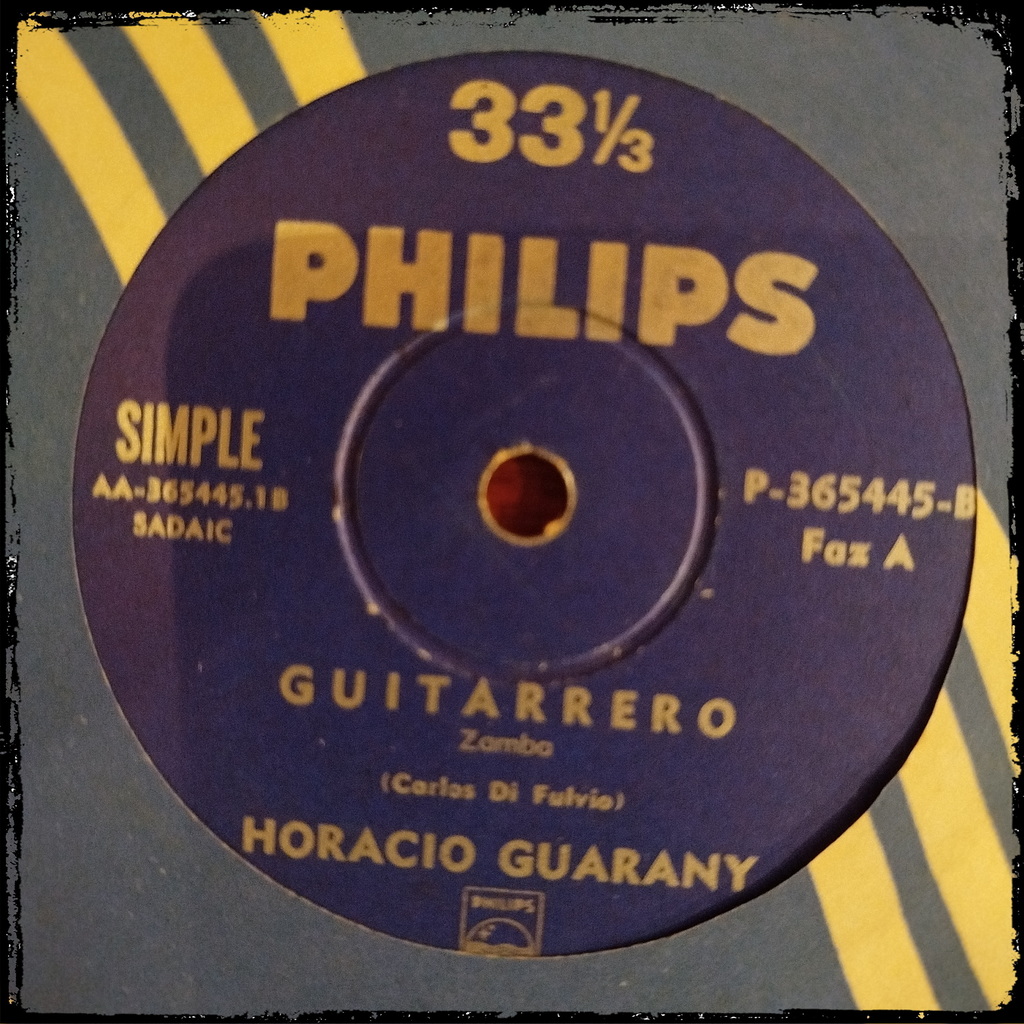 33⅓
PHILIPS
SIMPLE
AA-365445.1B
SADAIC
P-365445-B
Faz A
GUITARRERO
Zamba
(Carlos Di Fulvio)
HORACIO GUARANY
PHILIPS